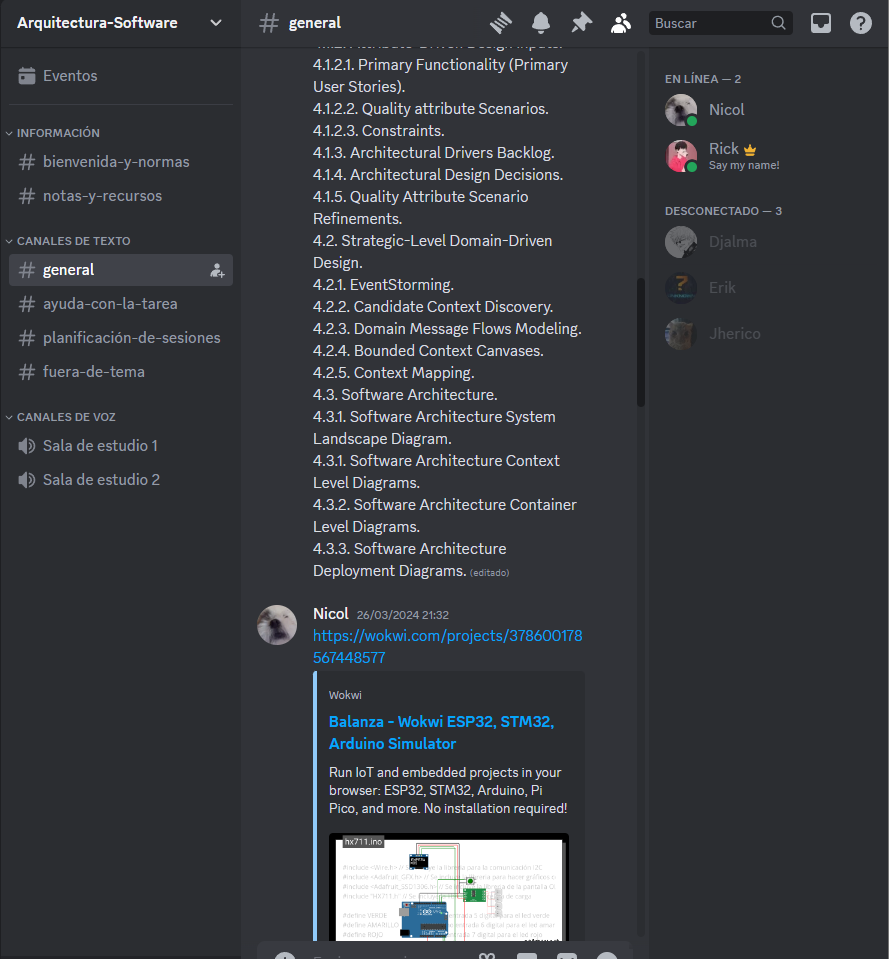 Arquitectura-Software
general
Buscar
Eventos
INFORMACIÓN
bienvenida-y-normas
notas-y-recursos
CANALES DE TEXTO
general
ayuda-con-la-tarea
planificación-de-sesiones
fuera-de-tema
CANALES DE VOZ
Sala de estudio 1
Sala de estudio 2
4.1.2.1. Primary Functionality (Primary
User Stories).
4.1.2.2. Quality attribute Scenarios.
4.1.2.3. Constraints.
4.1.3. Architectural Drivers Backlog.
4.1.4. Architectural Design Decisions.
4.1.5. Quality Attribute Scenario
Refinements.
4.2. Strategic-Level Domain-Driven
Design.
4.2.1. EventStorming.
4.2.2. Candidate Context Discovery.
4.2.3. Domain Message Flows Modeling.
4.2.4. Bounded Context Canvases.
4.2.5. Context Mapping.
4.3. Software Architecture.
4.3.1. Software Architecture System
Landscape Diagram.
4.3.1. Software Architecture Context
Level Diagrams.
4.3.2. Software Architecture Container
Level Diagrams.
4.3.3. Software Architecture
Deployment Diagrams. (editado)
Nicol 26/03/2024 21:32
https://wokwi.com/projects/378600178
567448577
Wokwi
Balanza - Wokwi ESP32, STM32,
Arduino Simulator
Run IoT and embedded projects in your
browser: ESP32, STM32, Arduino, Pi
Pico, and more. No installation required!
hx711.ino
#define VERDE
#define AMARILLO
#define ROJO
EN LÍNEA — 2
Nicol
Rick
Say my name!
DESCONECTADO — 3
Djalma
Erik
Jherico